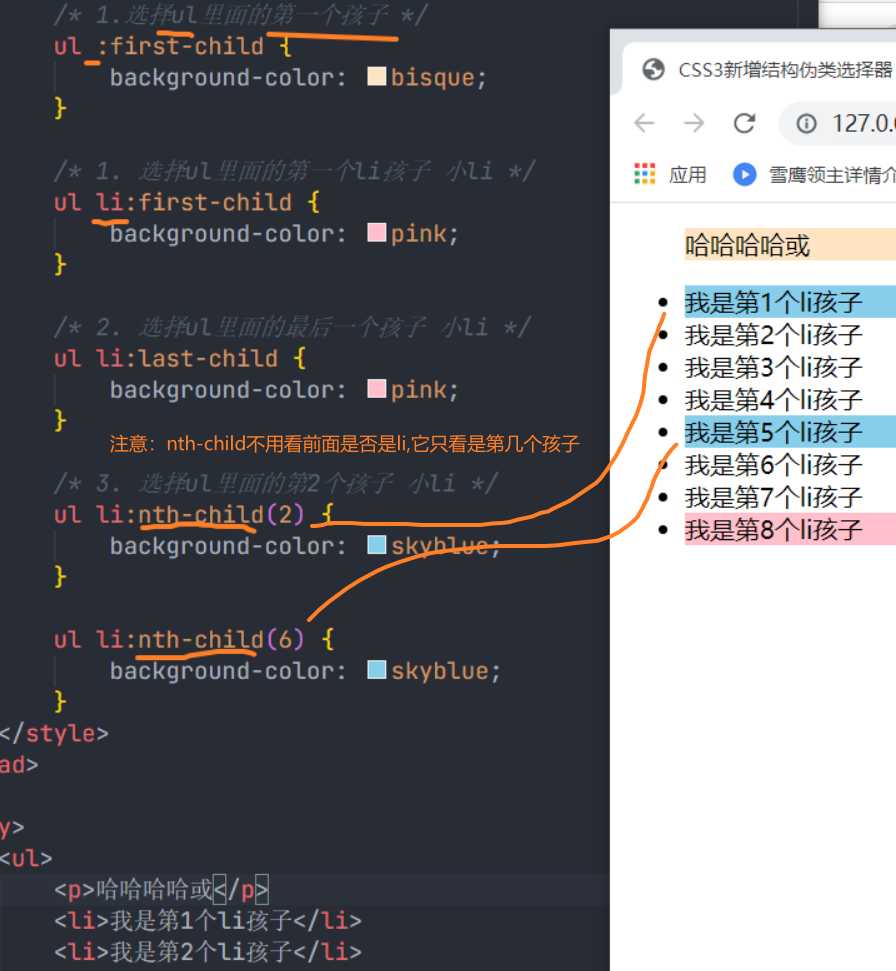 /* 1.选择ul里面的第一个孩子 */
ul :first-child {
background-color: bisque;
}
/* 1. 选择ul里面的第一个li孩子 小li */
ul li:first-child {
background-color: pink;
}
/* 2. 选择ul里面的最后一个孩子 小li */
ul li:last-child {
background-color: pink;
}
注意：nth-child不用看前面是否是li,它只看是第几个孩子
/* 3. 选择ul里面的第2个孩子 小li */
ul li:nth-child(2) {
background-color: skyblue;
}
ul li:nth-child(6) {
background-color: skyblue;
}
</style>
ad>
y>
<ul>
<p>哈哈哈哈或</p>
<li>我是第1个li孩子</li>
<li>我是第2个li孩子</li>
CSS3新增结构伪类选择器
127.0.0
应用
雪鹰领主详情介
哈哈哈哈或
我是第1个li孩子
我是第2个li孩子
我是第3个li孩子
我是第4个li孩子
我是第5个li孩子
我是第6个li孩子
我是第7个li孩子
我是第8个li孩子